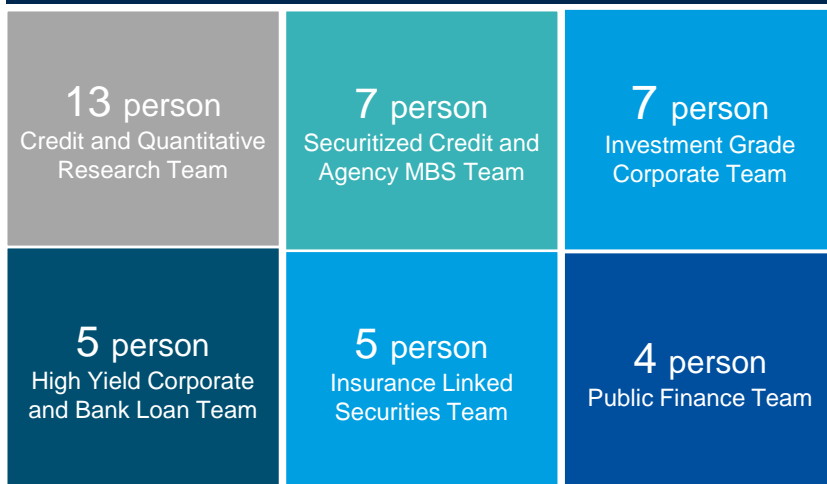 13 person
Credit and Quantitative
Research Team
7 person
Securitized Credit and
Agency MBS Team
7 person
Investment Grade
Corporate Team
5 person
High Yield Corporate
and Bank Loan Team
5 person
Insurance Linked
Securities Team
4 person
Public Finance Team